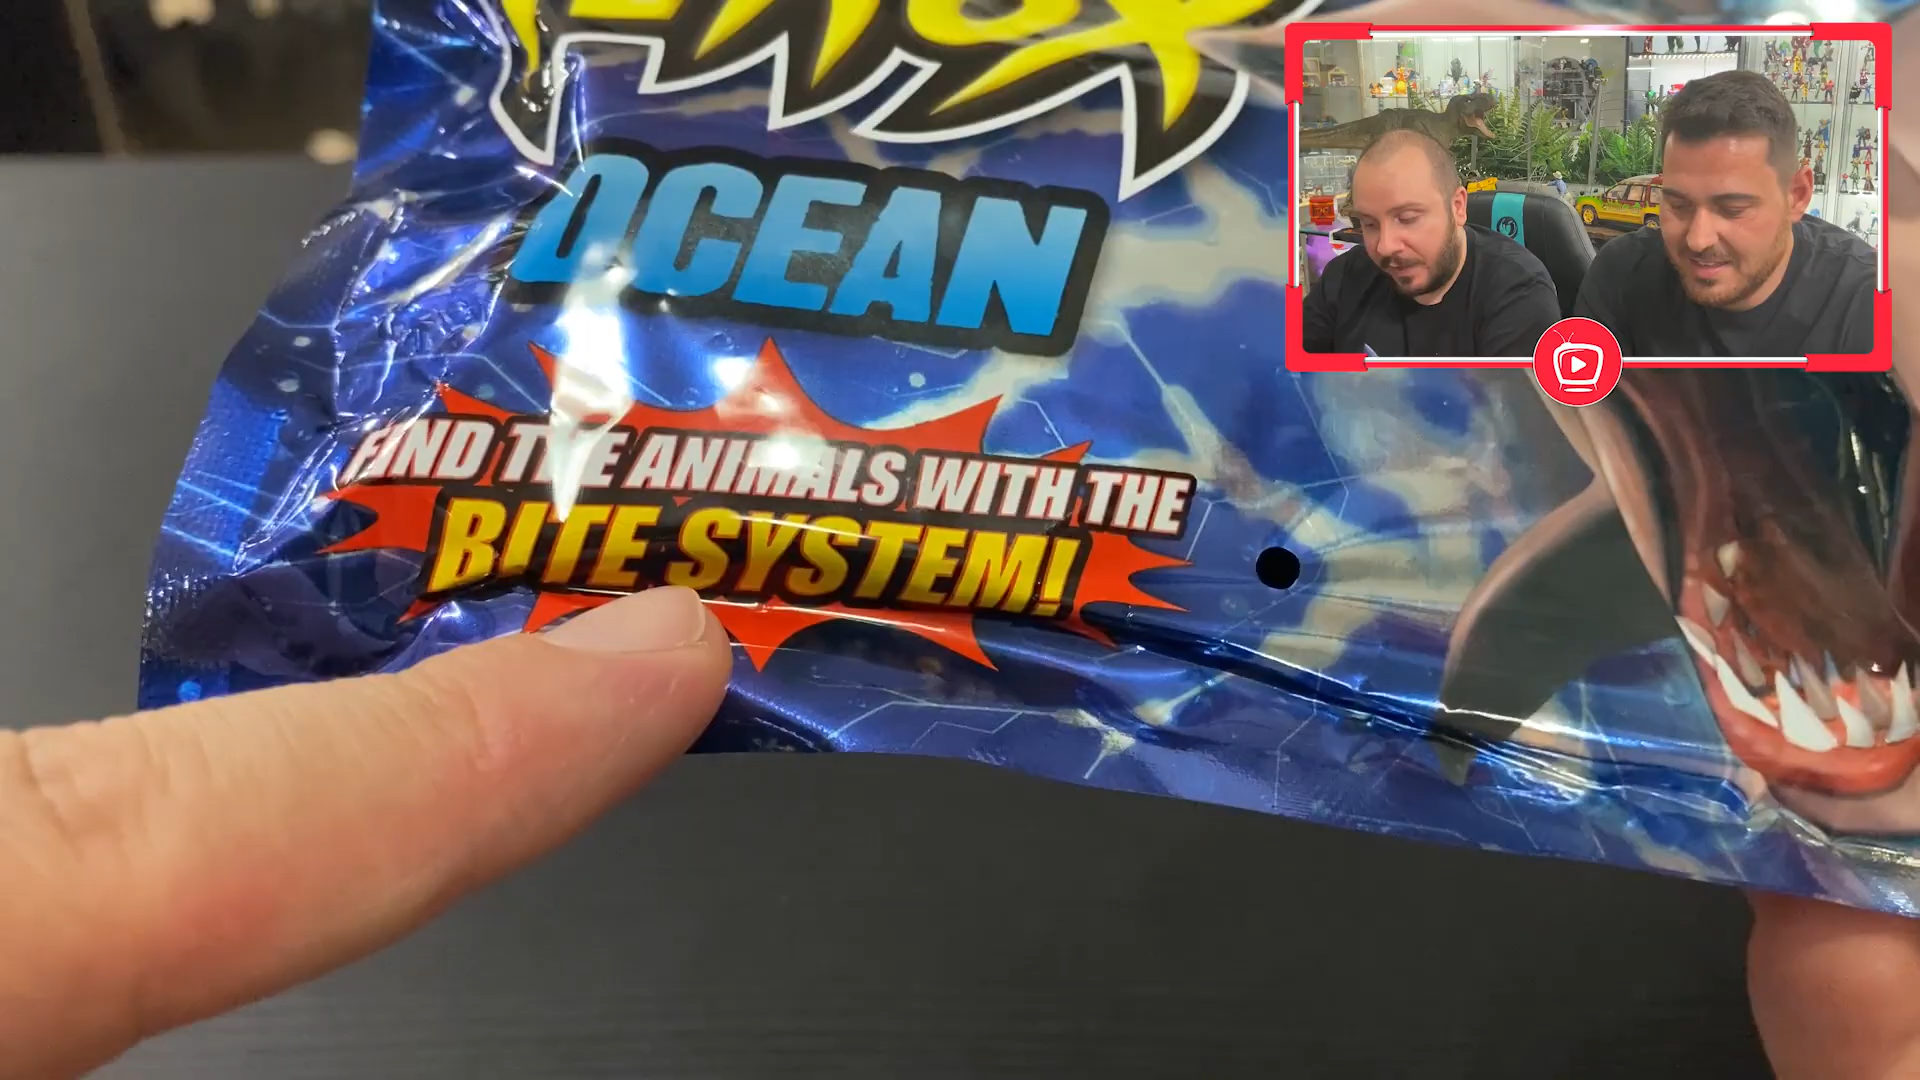 OCEAN
FIND THE ANIMALS WITH THE
BITE SYSTEM!